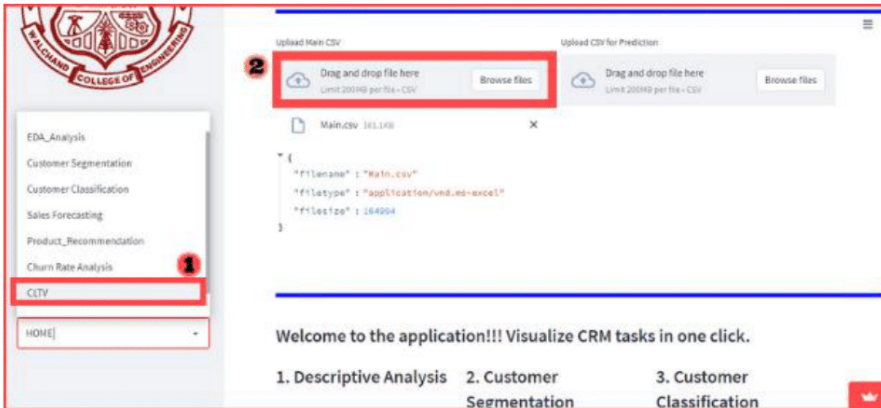 WALCHAND COLLEGE OF ENGINEERING
EDA_Analysis
Customer Segmentation
Customer Classification
Sales Forecasting
Product_Recommendation
Churn Rate Analysis
1
CLTV
HOME
Upload Main CSV
2
Drag and drop file here
Limit 200MB per file • CSV
Browse files
Main.csv 161.1KB
{
"filename" : "Main.csv"
"filetype" : "application/vnd.ms-excel"
"filesize" : 164994
}
Upload CSV for Prediction
Drag and drop file here
Limit 200MB per file • CSV
Browse files
Welcome to the application!!! Visualize CRM tasks in one click.
1. Descriptive Analysis
2. Customer
Segmentation
3. Customer
Classification